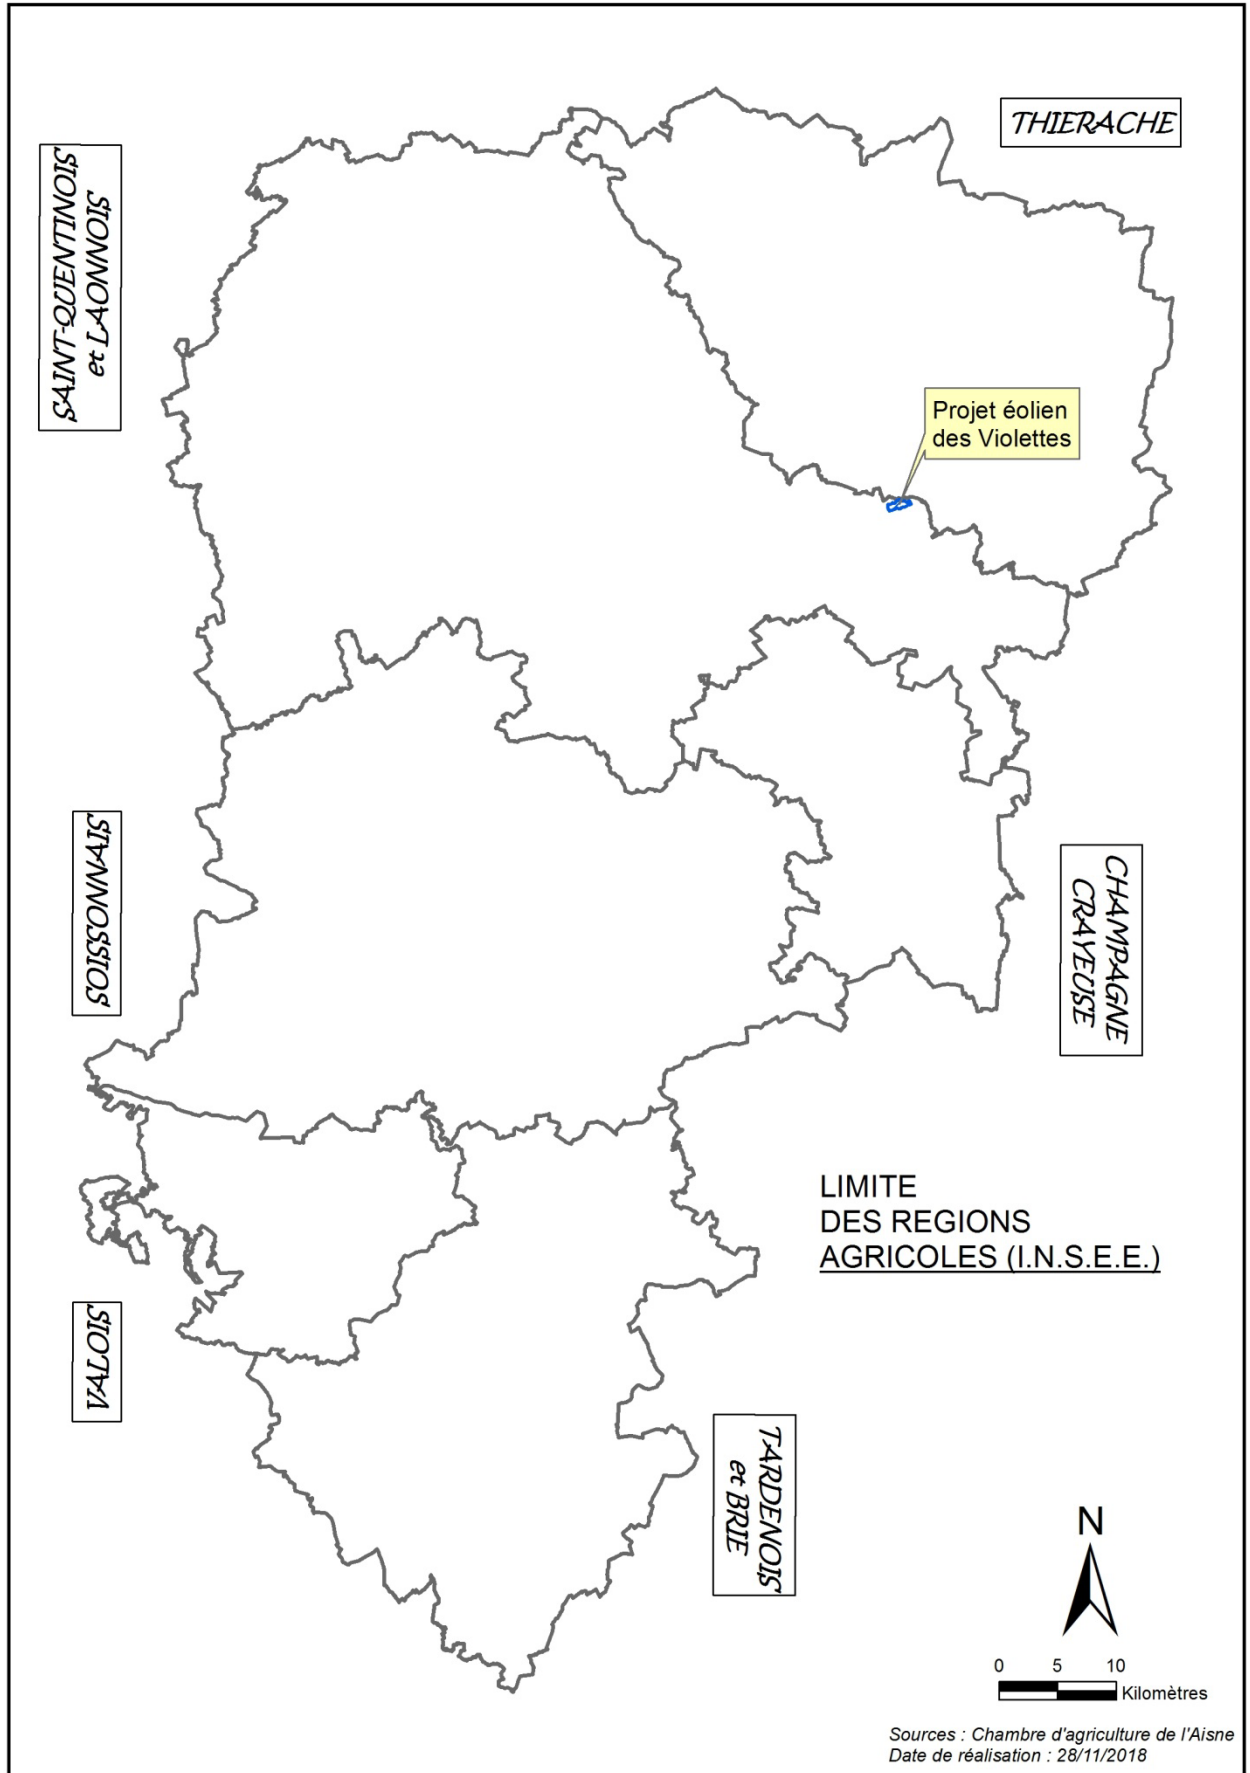 THIERACHE
SAINT-QUENTINOIS
et LAONNOIS
Projet éolien
des Violettes
SOISSONNAIS
CHAMPAGNE
CRAYEUSE
LIMITE
DES REGIONS
AGRICOLES (I.N.S.E.E.)
VALOIS
TARDENOIS
et BRIE
N
0 5 10
Kilomètres
Sources : Chambre d'agriculture de l'Aisne
Date de réalisation : 28/11/2018